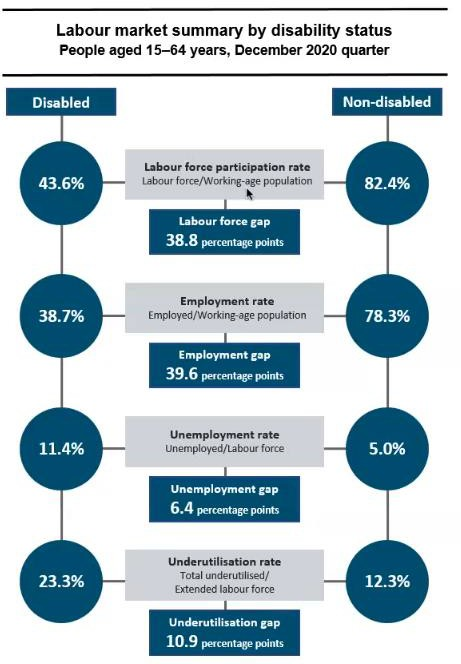 Labour market summary by disability status
People aged 15–64 years, December 2020 quarter
Disabled
Non-disabled
43.6%
Labour force participation rate
Labour force/Working-age population
82.4%
Labour force gap
38.8 percentage points
38.7%
Employment rate
Employed/Working-age population
78.3%
Employment gap
39.6 percentage points
11.4%
Unemployment rate
Unemployed/Labour force
5.0%
Unemployment gap
6.4 percentage points
23.3%
Underutilisation rate
Total underutilised/
Extended labour force
12.3%
Underutilisation gap
10.9 percentage points